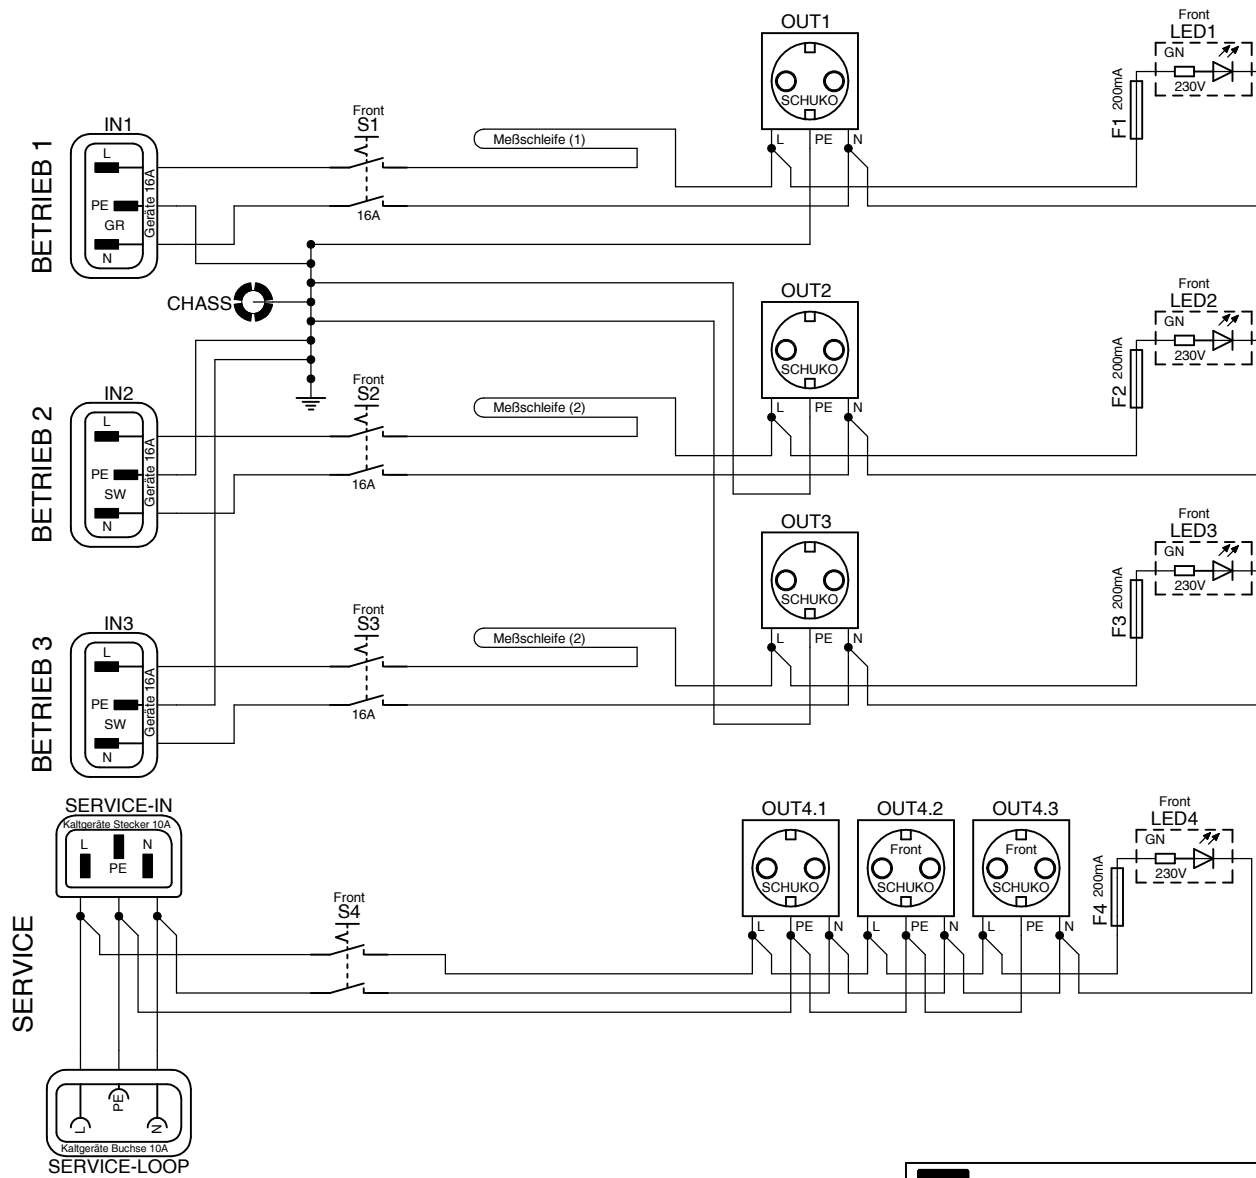 OUT1
SCHUKO
L
PE
N
Front
LED1
GN
230V
F1 200mA
BETRIEB 1
IN1
L
PE
GR
N
Geräte 16A
Front
S1
16A
Meßschleife (1)
CHASS
OUT2
SCHUKO
L
PE
N
Front
LED2
GN
230V
F2 200mA
BETRIEB 2
IN2
L
PE
SW
N
Geräte 16A
Front
S2
16A
Meßschleife (2)
OUT3
SCHUKO
L
PE
N
Front
LED3
GN
230V
F3 200mA
BETRIEB 3
IN3
L
PE
SW
N
Geräte 16A
Front
S3
16A
Meßschleife (2)
SERVICE
SERVICE-IN
Kaltgeräte Stecker 10A
L
PE
N
Front
S4
OUT4.1
SCHUKO
L
PE
N
OUT4.2
Front
SCHUKO
L
PE
N
OUT4.3
Front
SCHUKO
L
PE
N
Front
LED4
GN
230V
F4 200mA
L
PE
N
Kaltgeräte Buchse 10A
SERVICE-LOOP